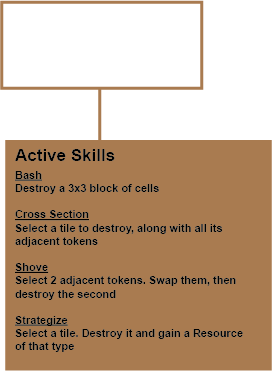 Active Skills
Bash
Destroy a 3x3 block of cells
Cross Section
Select a tile to destroy, along with all its
adjacent tokens
Shove
Select 2 adjacent tokens. Swap them, then
destroy the second
Strategize
Select a tile. Destroy it and gain a Resource
of that type